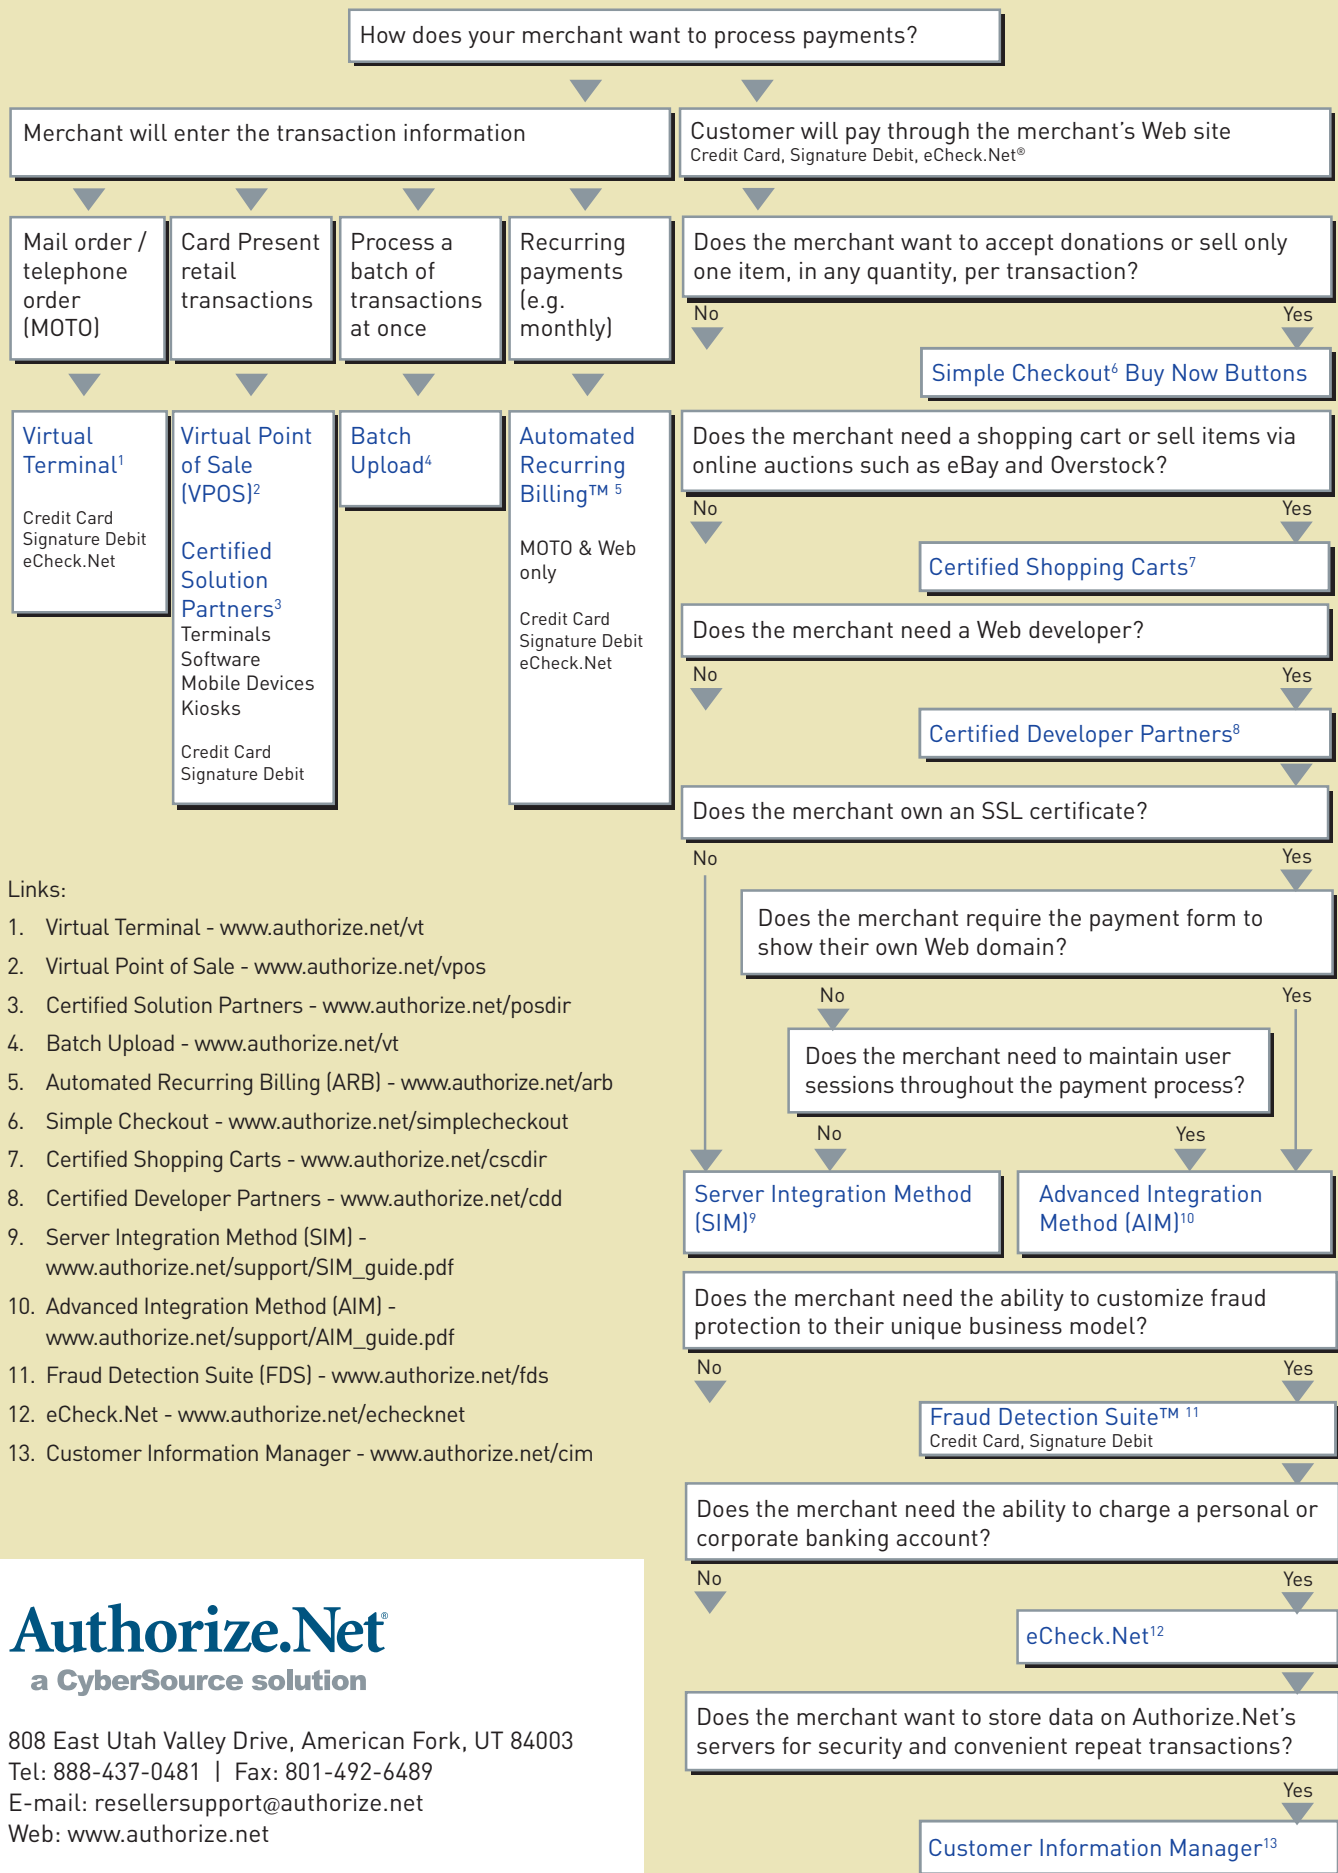 How does your merchant want to process payments?
Merchant will enter the transaction information
Mail order /
telephone
order
(MOTO)
Card Present
retail
transactions
Process a
batch of
transactions
at once
Recurring
payments
(e.g.
monthly)
Virtual
Terminal1
Credit Card
Signature Debit
eCheck.Net
Virtual Point
of Sale
(VPOS)2
Certified
Solution
Partners3
Terminals
Software
Mobile Devices
Kiosks
Credit Card
Signature Debit
Batch
Upload4
Automated
Recurring
Billing™ 5
MOTO & Web
only
Credit Card
Signature Debit
eCheck.Net
Customer will pay through the merchant's Web site
Credit Card, Signature Debit, eCheck.Net®
Does the merchant want to accept donations or sell only
one item, in any quantity, per transaction?
No
Yes
Simple Checkout6 Buy Now Buttons
Does the merchant need a shopping cart or sell items via
online auctions such as eBay and Overstock?
No
Yes
Certified Shopping Carts7
Does the merchant need a Web developer?
No
Yes
Certified Developer Partners8
Does the merchant own an SSL certificate?
No
Yes
Does the merchant require the payment form to
show their own Web domain?
No
Yes
Does the merchant need to maintain user
sessions throughout the payment process?
No
Yes
Server Integration Method
(SIM)9
Advanced Integration
Method (AIM)10
Does the merchant need the ability to customize fraud
protection to their unique business model?
No
Yes
Fraud Detection Suite™ 11
Credit Card, Signature Debit
Does the merchant need the ability to charge a personal or
corporate banking account?
No
Yes
eCheck.Net12
Does the merchant want to store data on Authorize.Net's
servers for security and convenient repeat transactions?
Yes
Customer Information Manager13
Links:
1. Virtual Terminal - www.authorize.net/vt
2. Virtual Point of Sale - www.authorize.net/vpos
3. Certified Solution Partners - www.authorize.net/posdir
4. Batch Upload - www.authorize.net/vt
5. Automated Recurring Billing (ARB) - www.authorize.net/arb
6. Simple Checkout - www.authorize.net/simplecheckout
7. Certified Shopping Carts - www.authorize.net/cscdir
8. Certified Developer Partners - www.authorize.net/cdd
9. Server Integration Method (SIM) -
www.authorize.net/support/SIM_guide.pdf
10. Advanced Integration Method (AIM) -
www.authorize.net/support/AIM_guide.pdf
11. Fraud Detection Suite (FDS) - www.authorize.net/fds
12. eCheck.Net - www.authorize.net/echecknet
13. Customer Information Manager - www.authorize.net/cim
Authorize.Net®
a CyberSource solution
808 East Utah Valley Drive, American Fork, UT 84003
Tel: 888-437-0481 | Fax: 801-492-6489
E-mail: resellersupport@authorize.net
Web: www.authorize.net